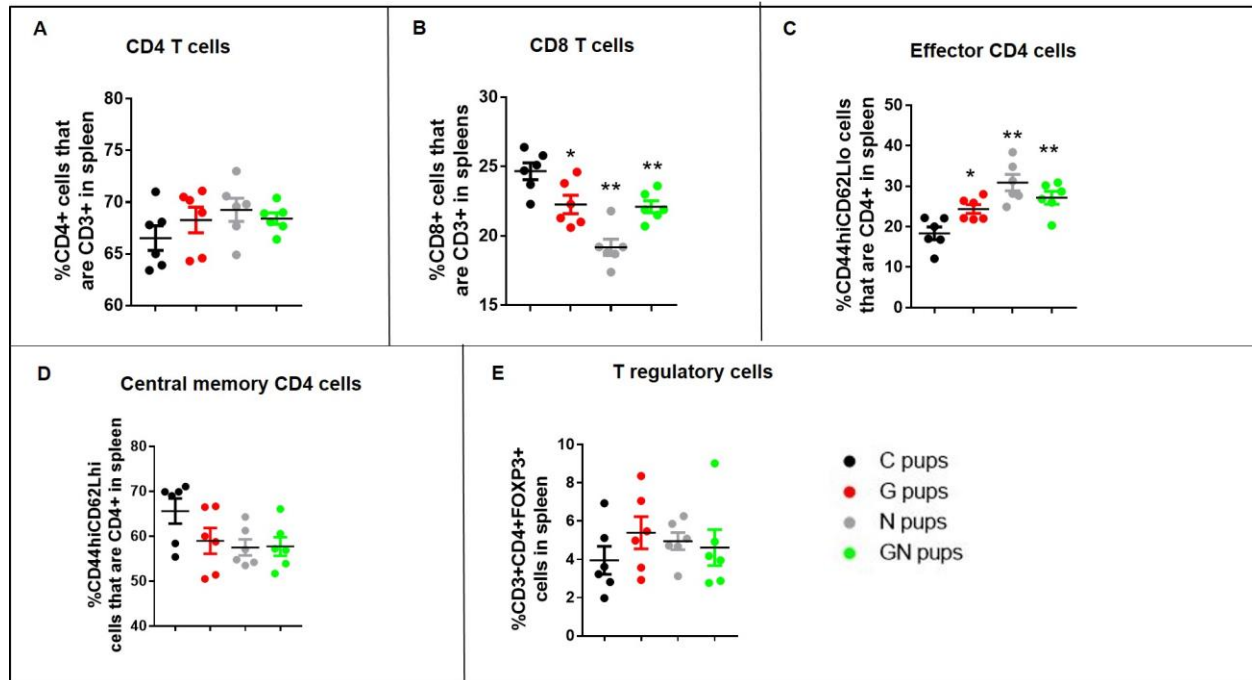 A
CD4 T cells
%CD4+ cells that
are CD3+ in spleen
80
75
70
65
60
B
CD8 T cells
%CD8+ cells that
are CD3+ in spleens
30
25
20
15
*
**
**
C
Effector CD4 cells
%CD44hiCD62Llo cells
that are CD4+ in spleen
50
40
30
20
10
0
*
**
**
D
Central memory CD4 cells
%CD44hiCD62Lhi
cells that are CD4+ in spleen
80
70
60
50
40
E
T regulatory cells
%CD3+CD4+FOXP3+
cells in spleen
10
8
6
4
2
0
C pups
G pups
N pups
GN pups